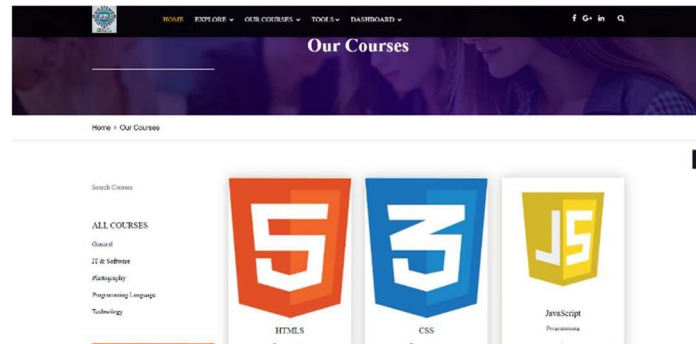 HOME EXPLORE OUR COURSES TOOLS DASHBOARD f G+ in
Our Courses
Home > Our Courses
Search Courses
ALL COURSES
General
IT & Software
Photography
Programming Language
Technology
5
3
JS
HTML5
CSS
JavaScript
Programming